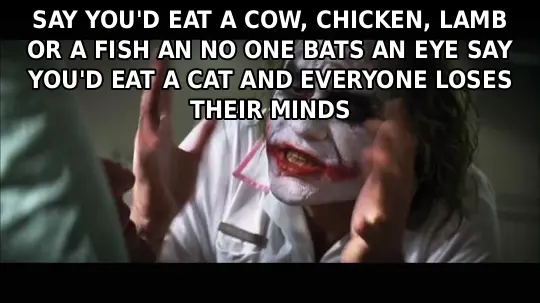 SAY YOU'D EAT A COW, CHICKEN, LAMB
OR A FISH AN NO ONE BATS AN EYE SAY
YOU'D EAT A CAT AND EVERYONE LOSES
THEIR MINDS